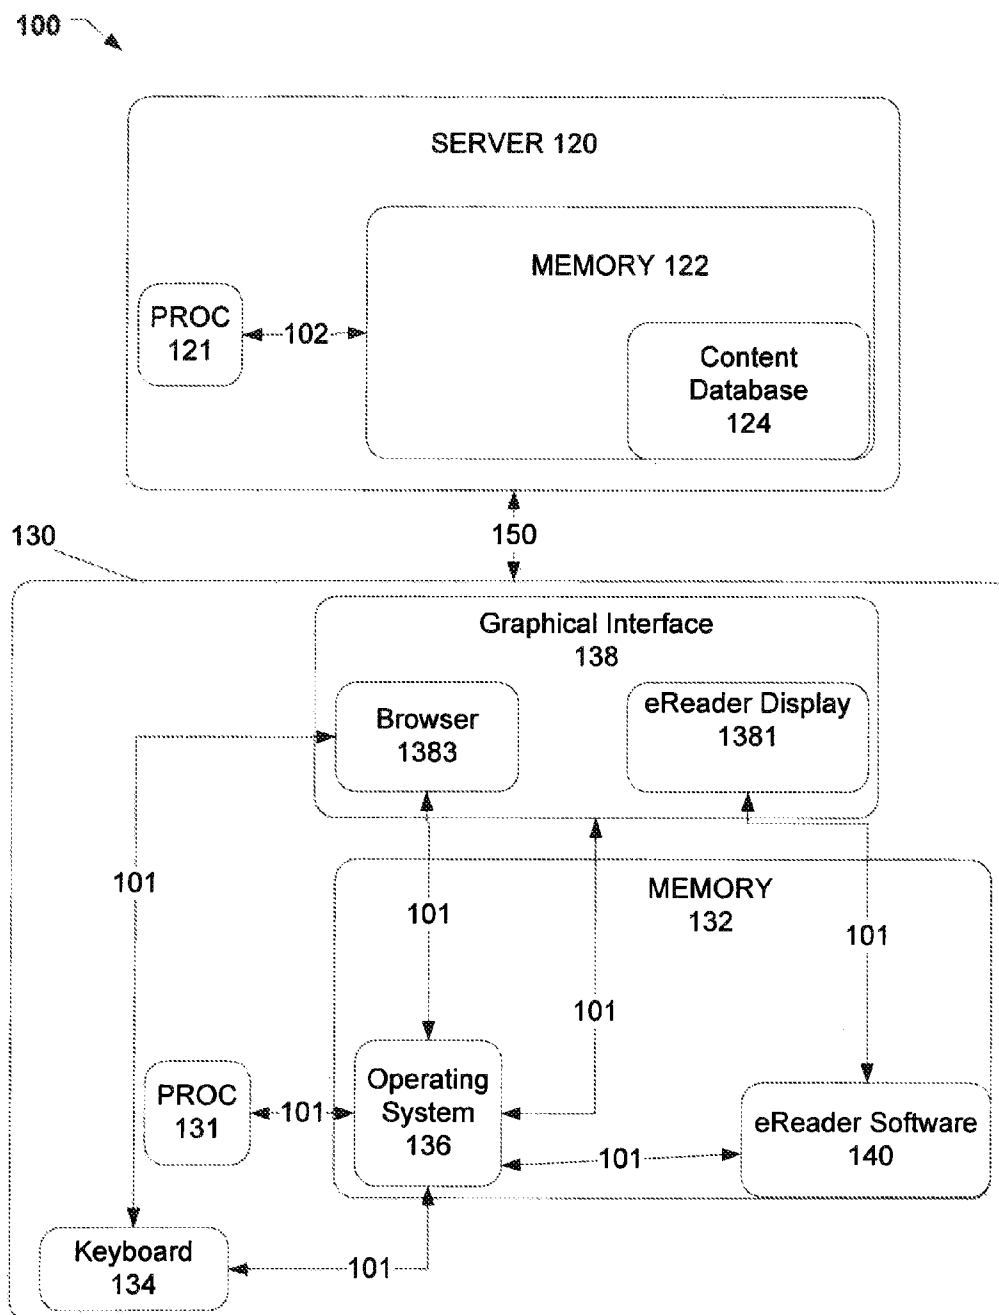 100
SERVER 120
MEMORY 122
PROC
121
102
Content
Database
124
150
130
Graphical Interface
138
Browser
1383
eReader Display
1381
101
101
MEMORY
132
101
101
PROC
131
101
Operating
System
136
101
eReader Software
140
Keyboard
134
101